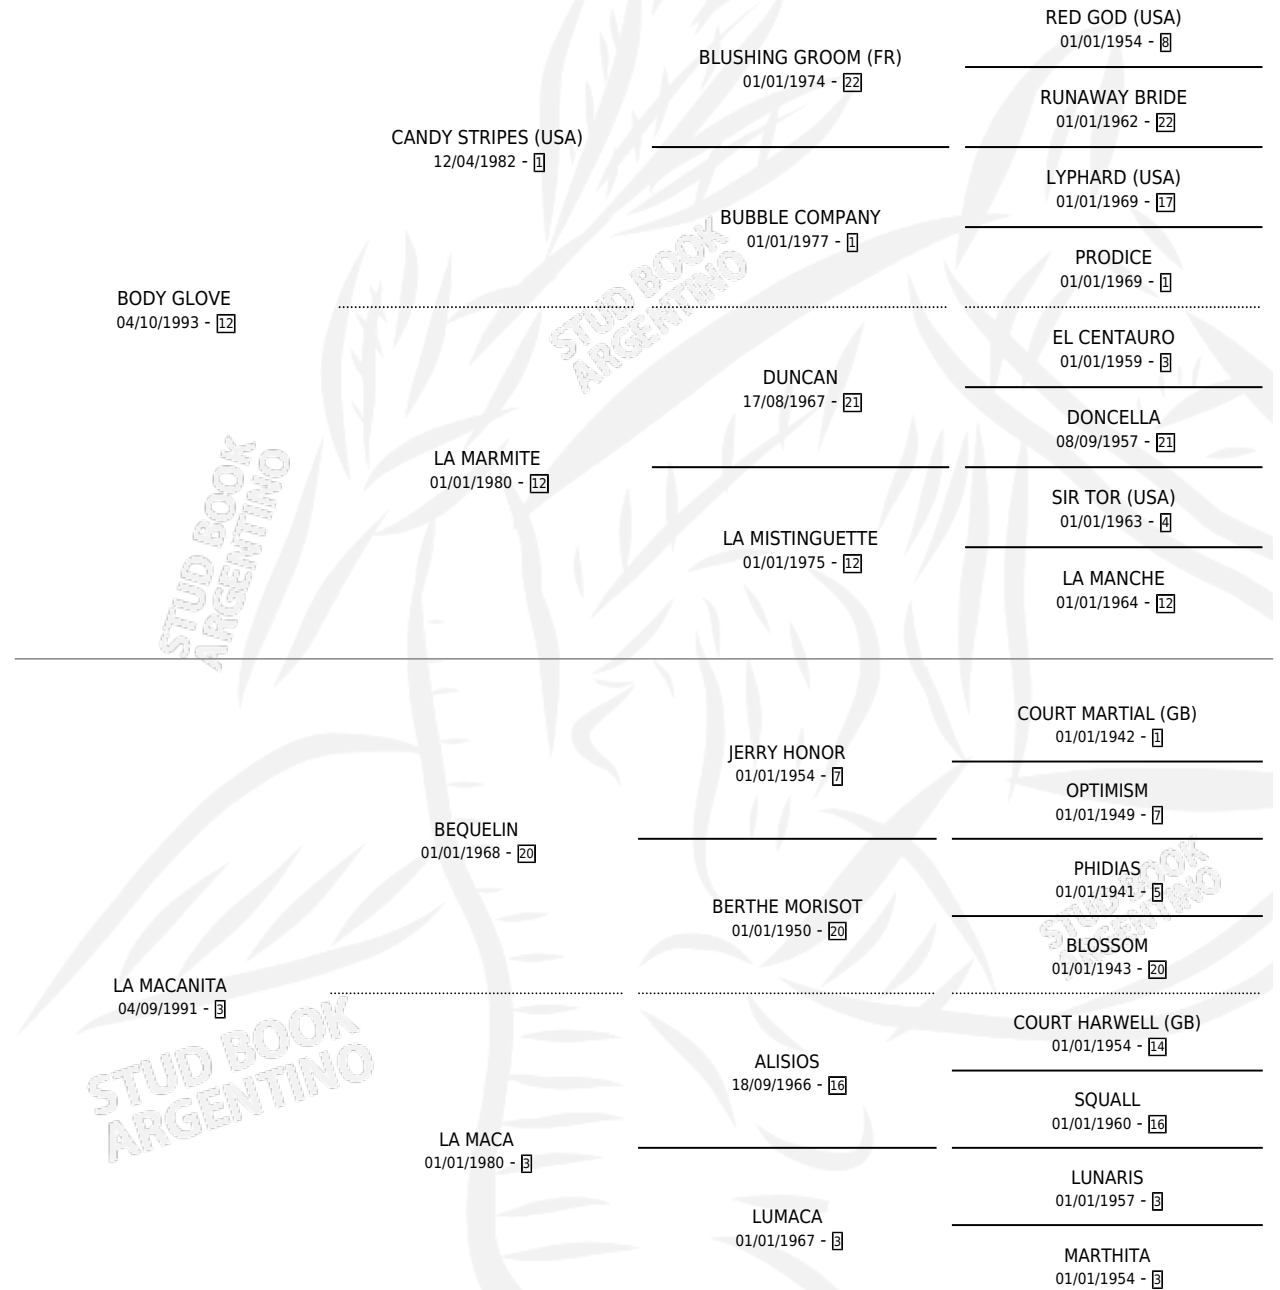 RED GOD (USA)
01/01/1954 - 8
BLUSHING GROOM (FR)
01/01/1974 - 22
RUNAWAY BRIDE
01/01/1962 - 22
CANDY STRIPES (USA)
12/04/1982 - 1
LYPHARD (USA)
01/01/1969 - 17
BUBBLE COMPANY
01/01/1977 - 1
PRODICE
01/01/1969 - 1
BODY GLOVE
04/10/1993 - 12
STUD BOOK
ARGENTINO
EL CENTAURO
01/01/1959 - 3
DUNCAN
17/08/1967 - 21
DONCELLA
08/09/1957 - 21
LA MARMITE
01/01/1980 - 12
SIR TOR (USA)
01/01/1963 - 4
LA MISTINGUETTE
01/01/1975 - 12
LA MANCHE
01/01/1964 - 12
STUD BOOK
ARGENTINO
COURT MARTIAL (GB)
01/01/1942 - 1
JERRY HONOR
01/01/1954 - 7
OPTIMISM
01/01/1949 - 7
BEQUELIN
01/01/1968 - 20
PHIDIAS
01/01/1941 - 5
BERTHE MORISOT
01/01/1950 - 20
STUD BOOK
ARGENTINO
BLOSSOM
01/01/1943 - 20
LA MACANITA
04/09/1991 - 3
COURT HARWELL (GB)
01/01/1954 - 14
ALISIOS
18/09/1966 - 16
SQUALL
01/01/1960 - 16
STUD BOOK
ARGENTINO
LA MACA
01/01/1980 - 3
LUNARIS
01/01/1957 - 3
LUMACA
01/01/1967 - 3
MARTHITA
01/01/1954 - 3